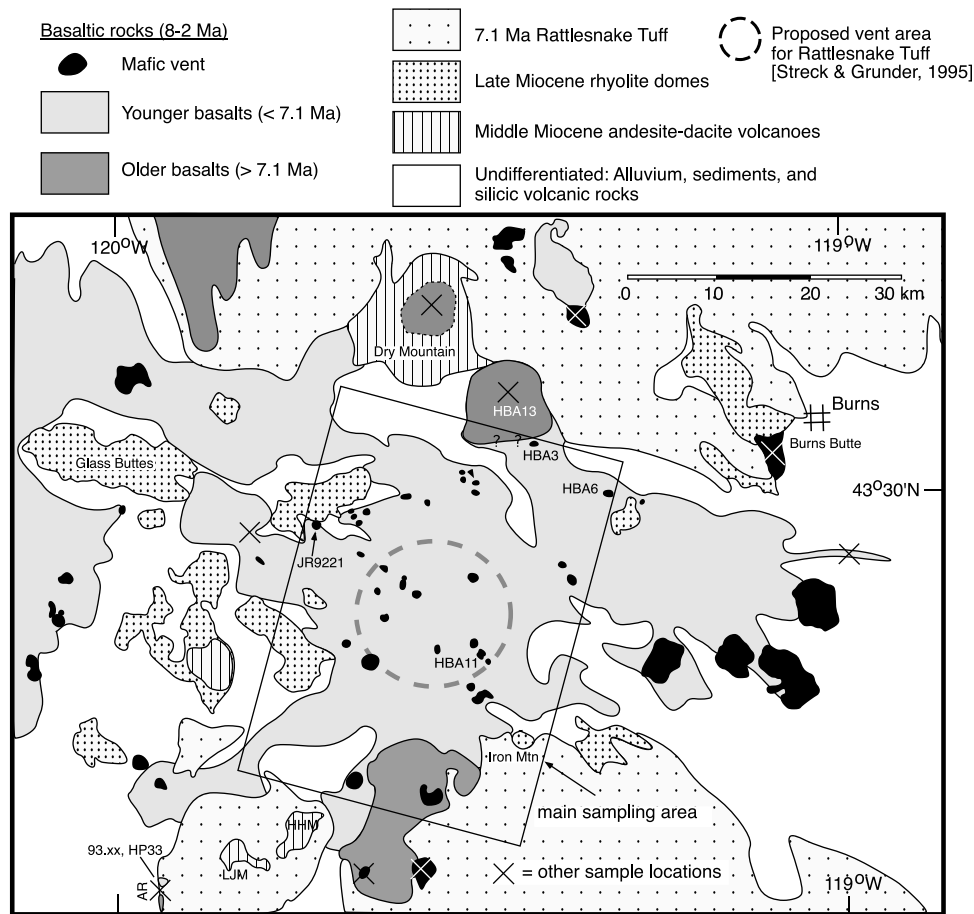 Basaltic rocks (8-2 Ma)
Mafic vent
Younger basalts (< 7.1 Ma)
Older basalts (> 7.1 Ma)
7.1 Ma Rattlesnake Tuff
Late Miocene rhyolite domes
Middle Miocene andesite-dacite volcanoes
Undifferentiated: Alluvium, sediments, and
silicic volcanic rocks
Proposed vent area
for Rattlesnake Tuff
[Streck & Grunder, 1995]
120°W
119°W
0 10 20 30 km
Dry Mountain
HBA13
? ?
HBA3
Burns
Burns Butte
Glass Buttes
HBA6
43°30'N
JR9221
HBA11
Iron Mtn
main sampling area
HHM
93.xx, HP33
LJM
AR
= other sample locations
119°W